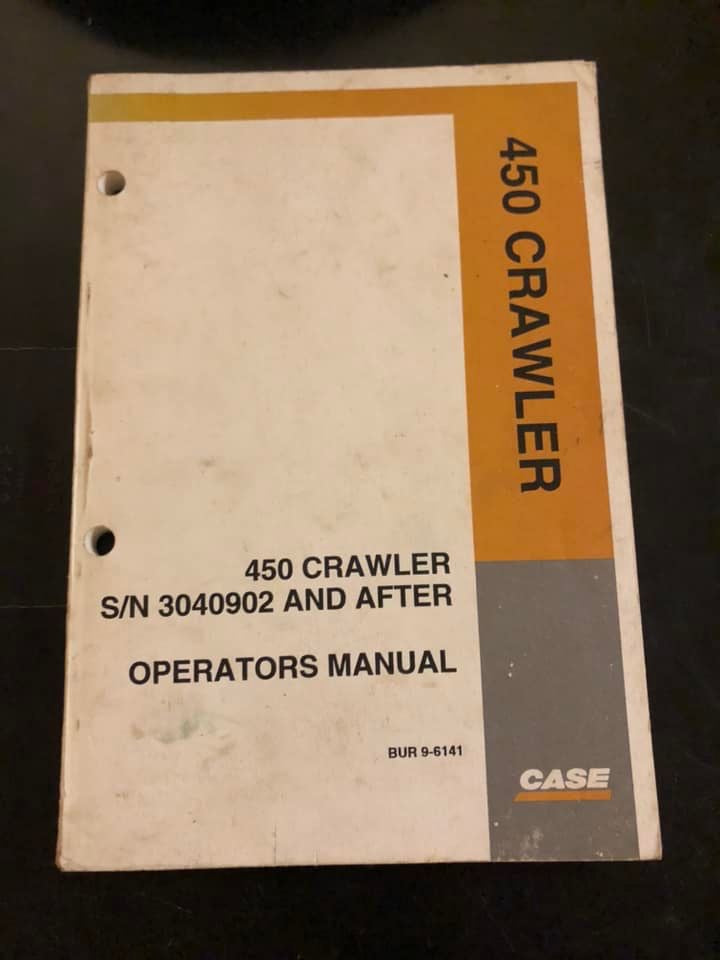 450 CRAWLER
450 CRAWLER
S/N 3040902 AND AFTER
OPERATORS MANUAL
BUR 9-6141
CASE